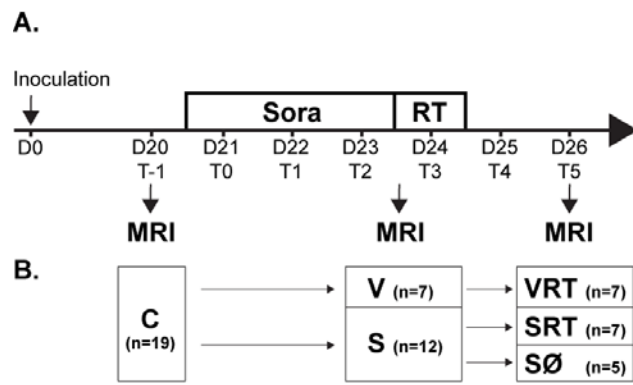 A.
Inoculation
Sora RT
D0 D20 D21 D22 D23 D24 D25 D26
T-1 T0 T1 T2 T3 T4 T5
MRI MRI MRI
B.
C
(n=19)
V (n=7)
S (n=12)
VRT (n=7)
SRT (n=7)
SØ (n=5)